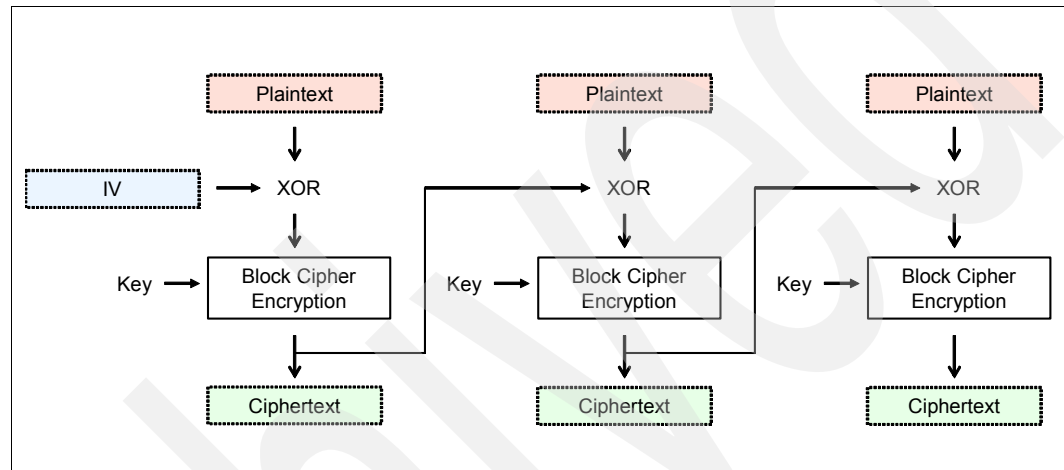 Plaintext
Plaintext
Plaintext
IV
XOR
XOR
XOR
Key
Block Cipher
Encryption
Key
Block Cipher
Encryption
Key
Block Cipher
Encryption
Ciphertext
Ciphertext
Ciphertext